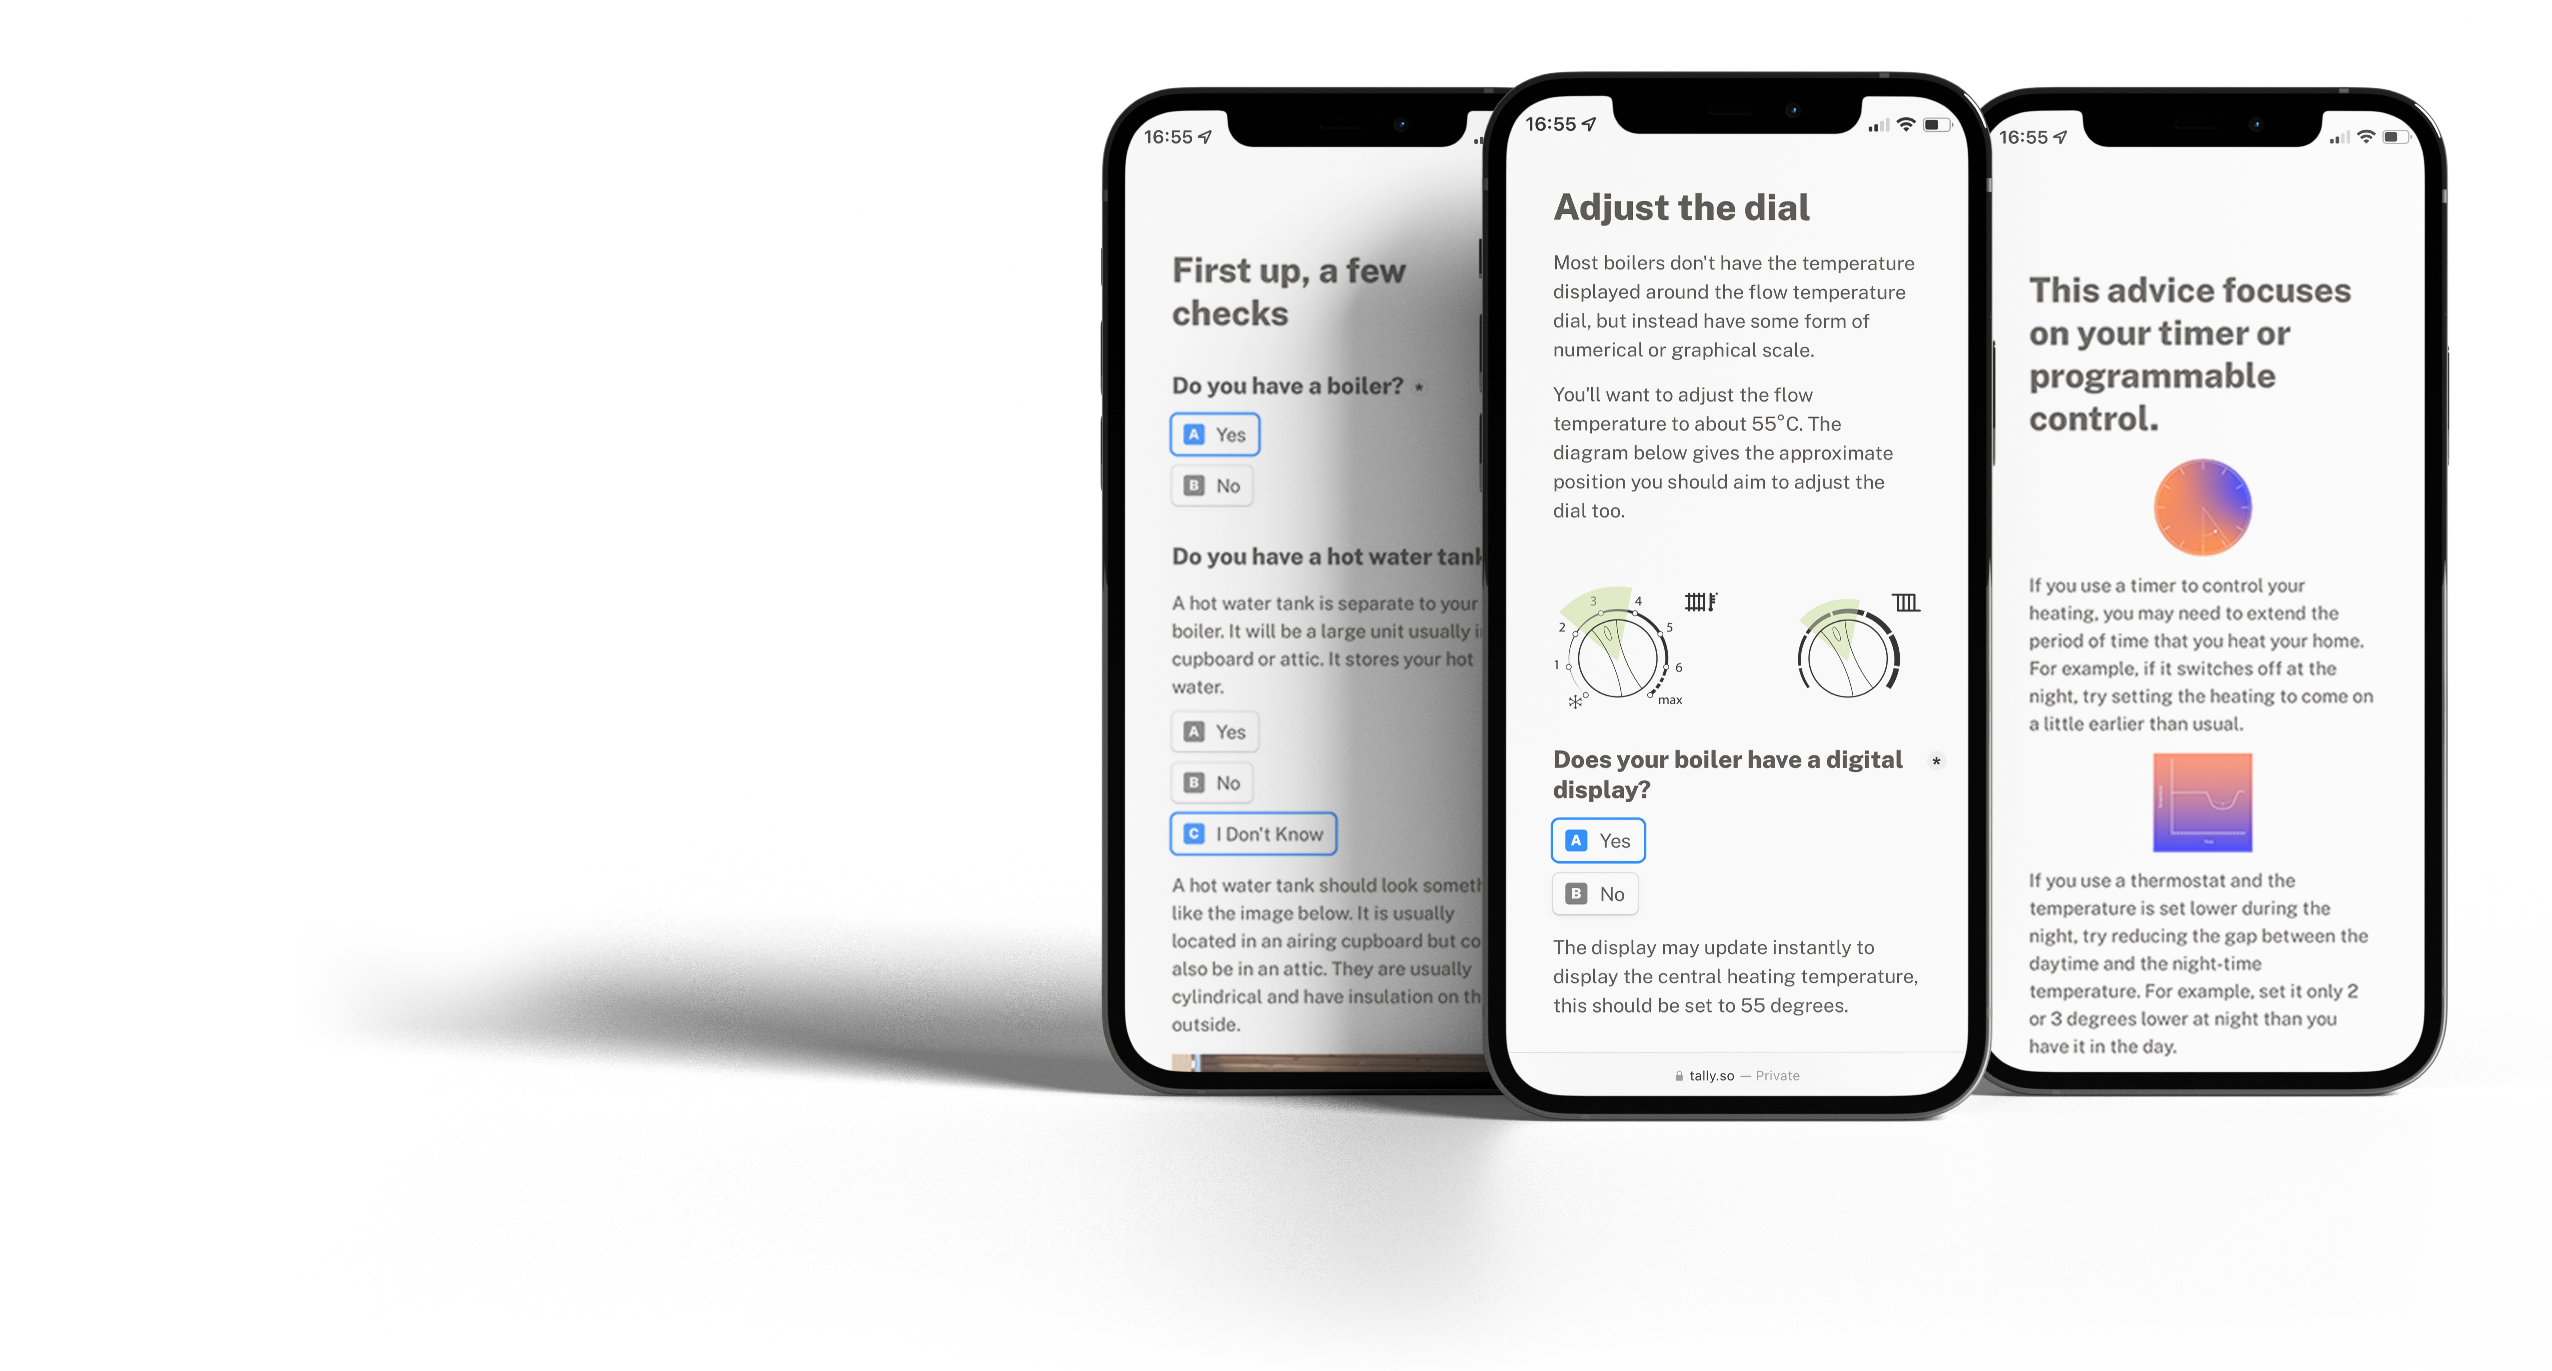 16:55
First up, a few
checks
Do you have a boiler? *
A Yes
B No
Do you have a hot water tank
A hot water tank is separate to your
boiler. It will be a large unit usually i
cupboard or attic. It stores your hot
water.
A Yes
B No
C I Don't Know
A hot water tank should look someth
like the image below. It is usually
located in an airing cupboard but co
also be in an attic. They are usually
cylindrical and have insulation on th
outside.
16:55
Adjust the dial
Most boilers don't have the temperature
displayed around the flow temperature
dial, but instead have some form of
numerical or graphical scale.
You'll want to adjust the flow
temperature to about 55°C. The
diagram below gives the approximate
position you should aim to adjust the
dial too.
1
2
3
4
5
6
max
0
0
Does your boiler have a digital *
display?
A Yes
B No
The display may update instantly to
display the central heating temperature,
this should be set to 55 degrees.
tally.so — Private
16:55
This advice focuses
on your timer or
programmable
control.
If you use a timer to control your
heating, you may need to extend the
period of time that you heat your home.
For example, if it switches off at the
night, try setting the heating to come on
a little earlier than usual.
Temperature
Time
If you use a thermostat and the
temperature is set lower during the
night, try reducing the gap between the
daytime and the night-time
temperature. For example, set it only 2
or 3 degrees lower at night than you
have it in the day.